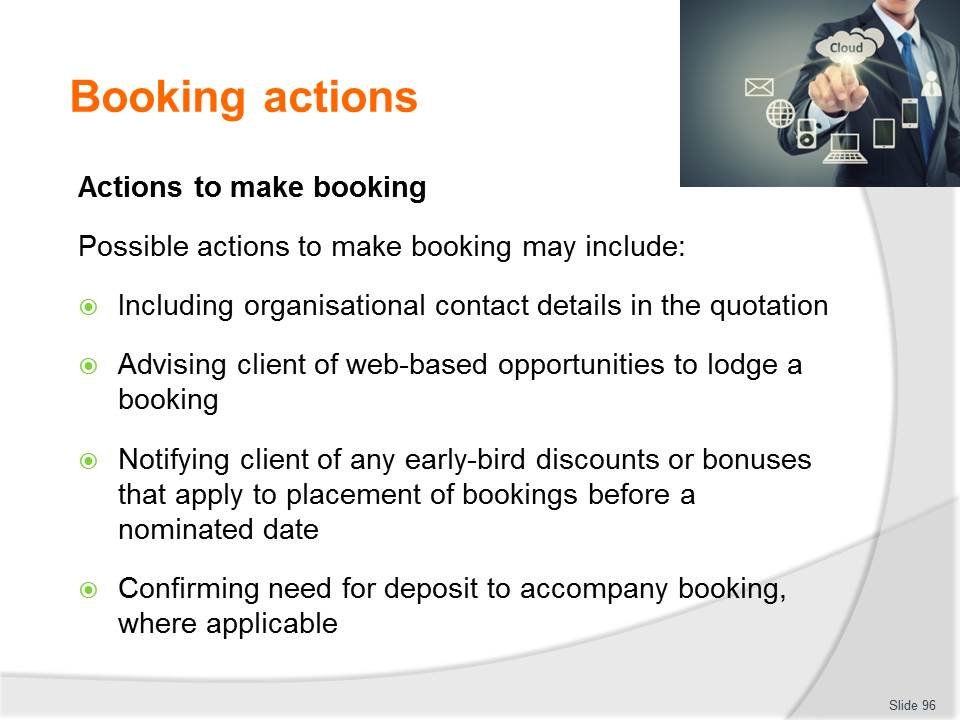 Cloud
Booking actions
Actions to make booking
Possible actions to make booking may include:
Including organisational contact details in the quotation
Advising client of web-based opportunities to lodge a
booking
Notifying client of any early-bird discounts or bonuses
that apply to placement of bookings before a
nominated date
Confirming need for deposit to accompany booking,
where applicable
Slide 96